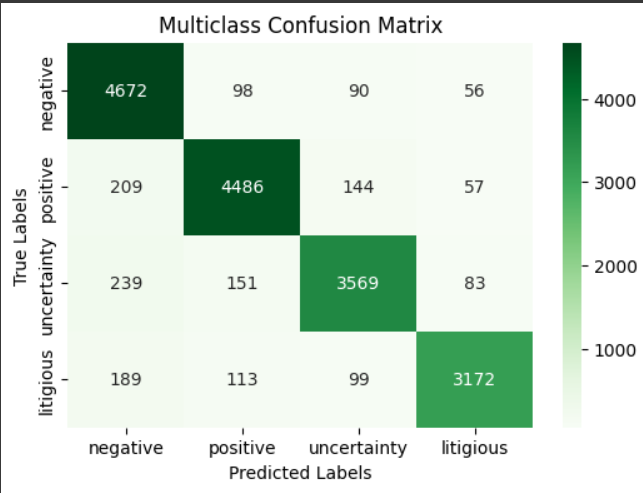 Multiclass Confusion Matrix
True Labels
negative
4672 98 90 56
positive
209 4486 144 57
uncertainty
239 151 3569 83
litigious
189 113 99 3172
negative positive uncertainty litigious
Predicted Labels
4000
3000
2000
1000